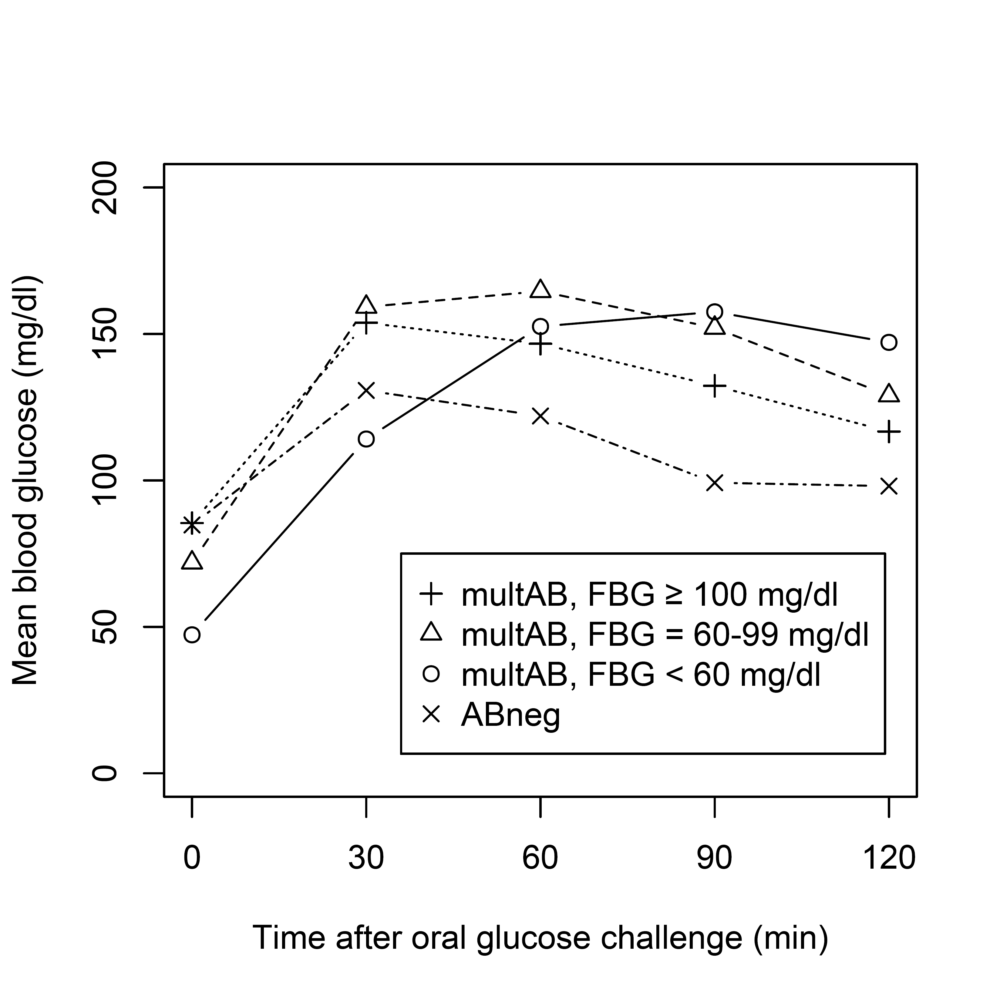 Mean blood glucose (mg/dl)
200
150
100
50
0
multAB, FBG ≥ 100 mg/dl
multAB, FBG = 60-99 mg/dl
multAB, FBG < 60 mg/dl
ABneg
0 30 60 90 120
Time after oral glucose challenge (min)